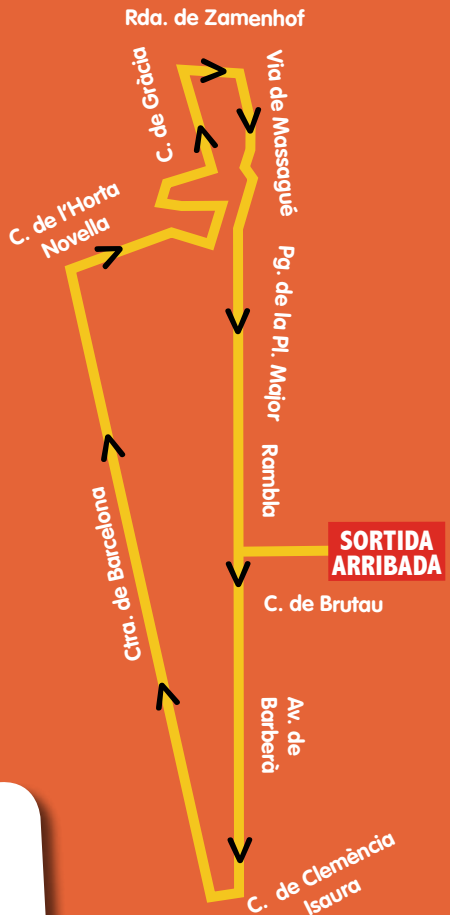 Rda. de Zamenhof
C. de Gràcia
Via de Massagué
C. de l'Horta
Novella
Pg. de la Pl. Major
Rambla
SORTIDA
ARRIBADA
Ctra. de Barcelona
C. de Brutau
Av. de
Barberà
C. de Clemència
Isaura